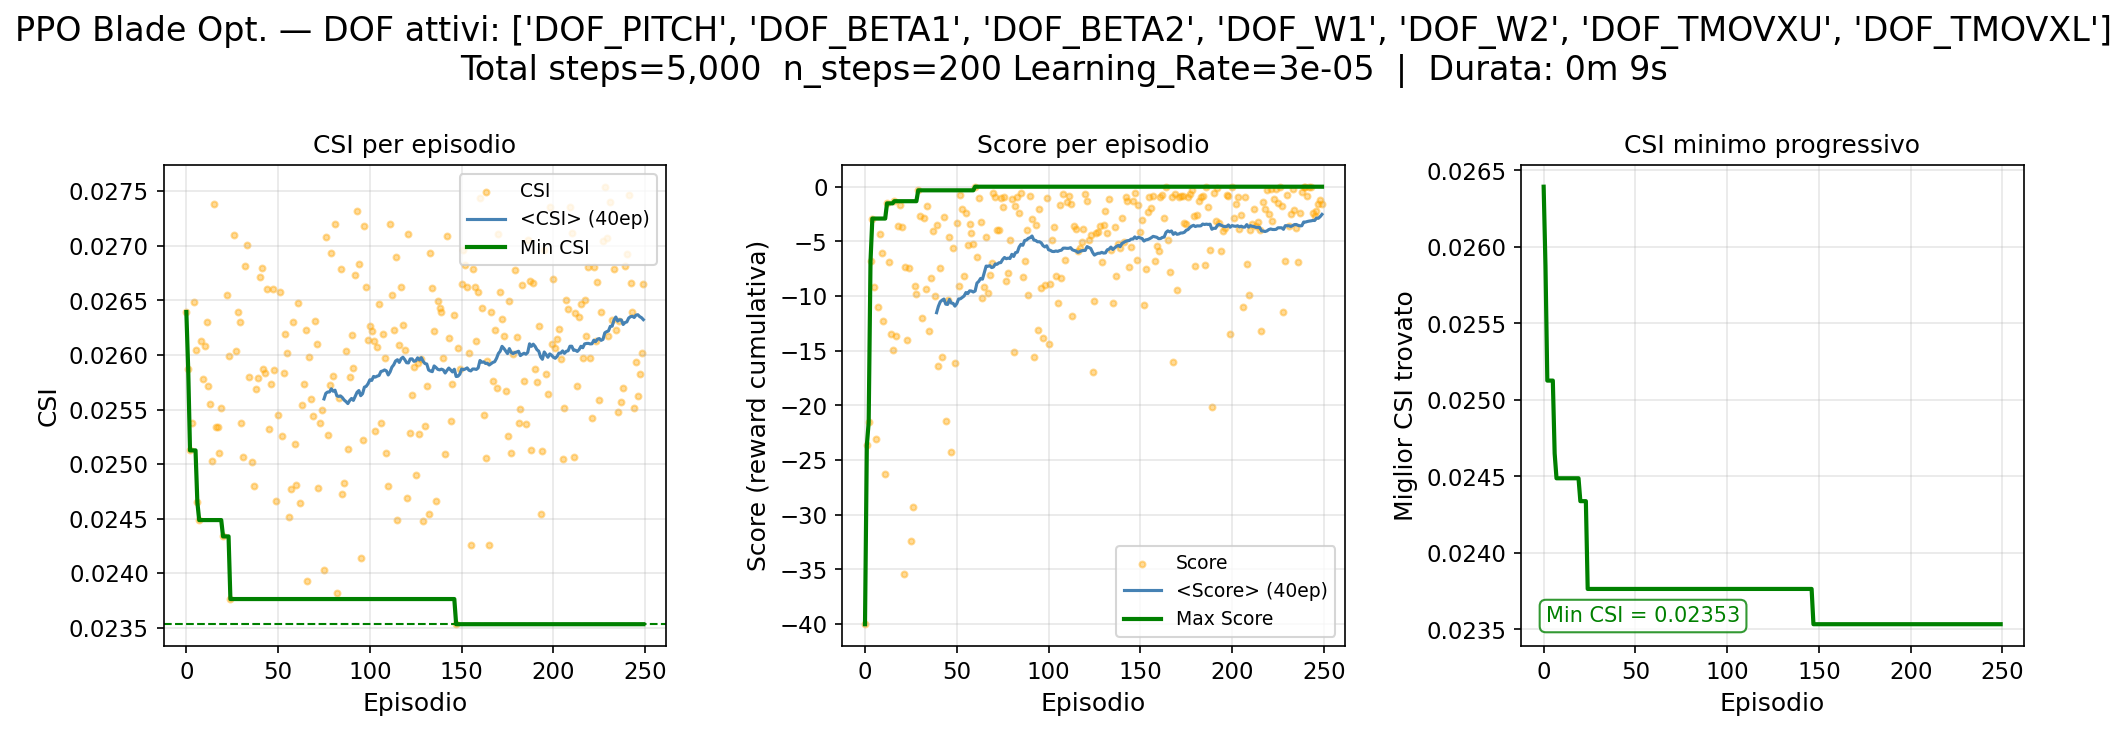 PPO Blade Opt. — DOF attivi: ['DOF_PITCH', 'DOF_BETA1', 'DOF_BETA2', 'DOF_W1', 'DOF_W2', 'DOF_TMOVXU', 'DOF_TMOVXL']
Total steps=5,000  n_steps=200 Learning_Rate=3e-05  |  Durata: 0m 9s
CSI per episodio
CSI
0.0275
0.0270
0.0265
0.0260
0.0255
0.0250
0.0245
0.0240
0.0235
CSI
<CSI> (40ep)
Min CSI
0 50 100 150 200 250
Episodio
Score per episodio
Score (reward cumulativa)
0
−5
−10
−15
−20
−25
−30
−35
−40
Score
<Score> (40ep)
Max Score
0 50 100 150 200 250
Episodio
CSI minimo progressivo
Miglior CSI trovato
0.0265
0.0260
0.0255
0.0250
0.0245
0.0240
0.0235
Min CSI = 0.02353
0 50 100 150 200 250
Episodio